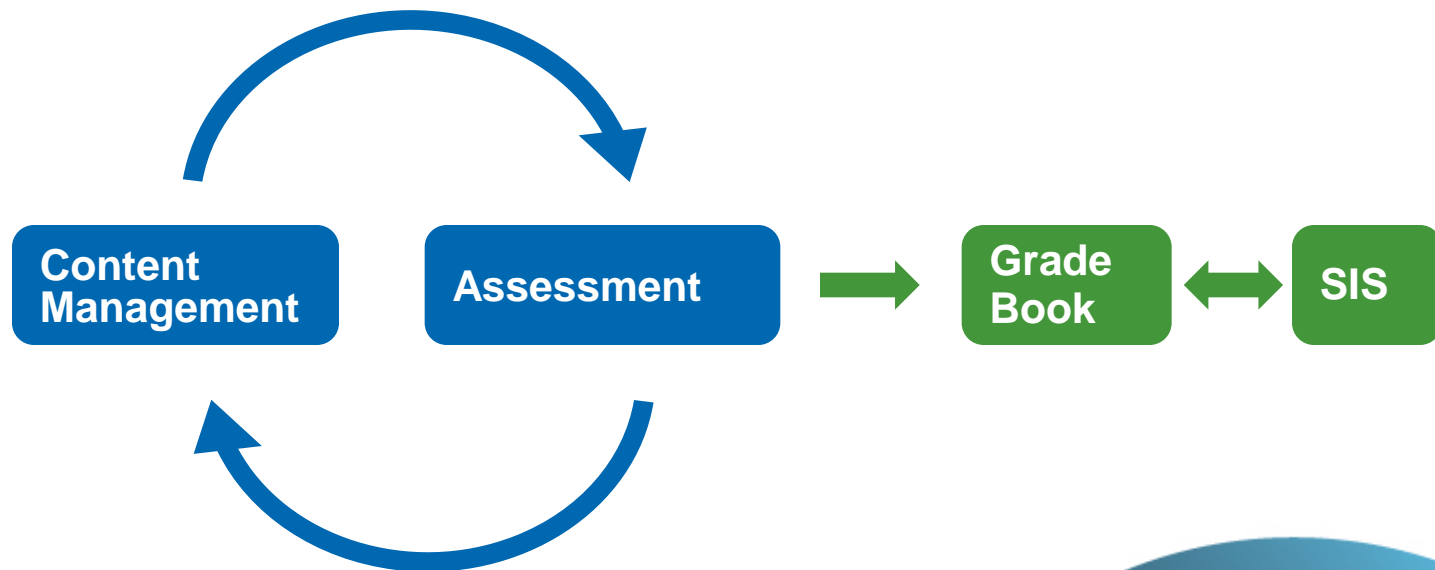 Content
Management
Assessment
Grade
Book
SIS